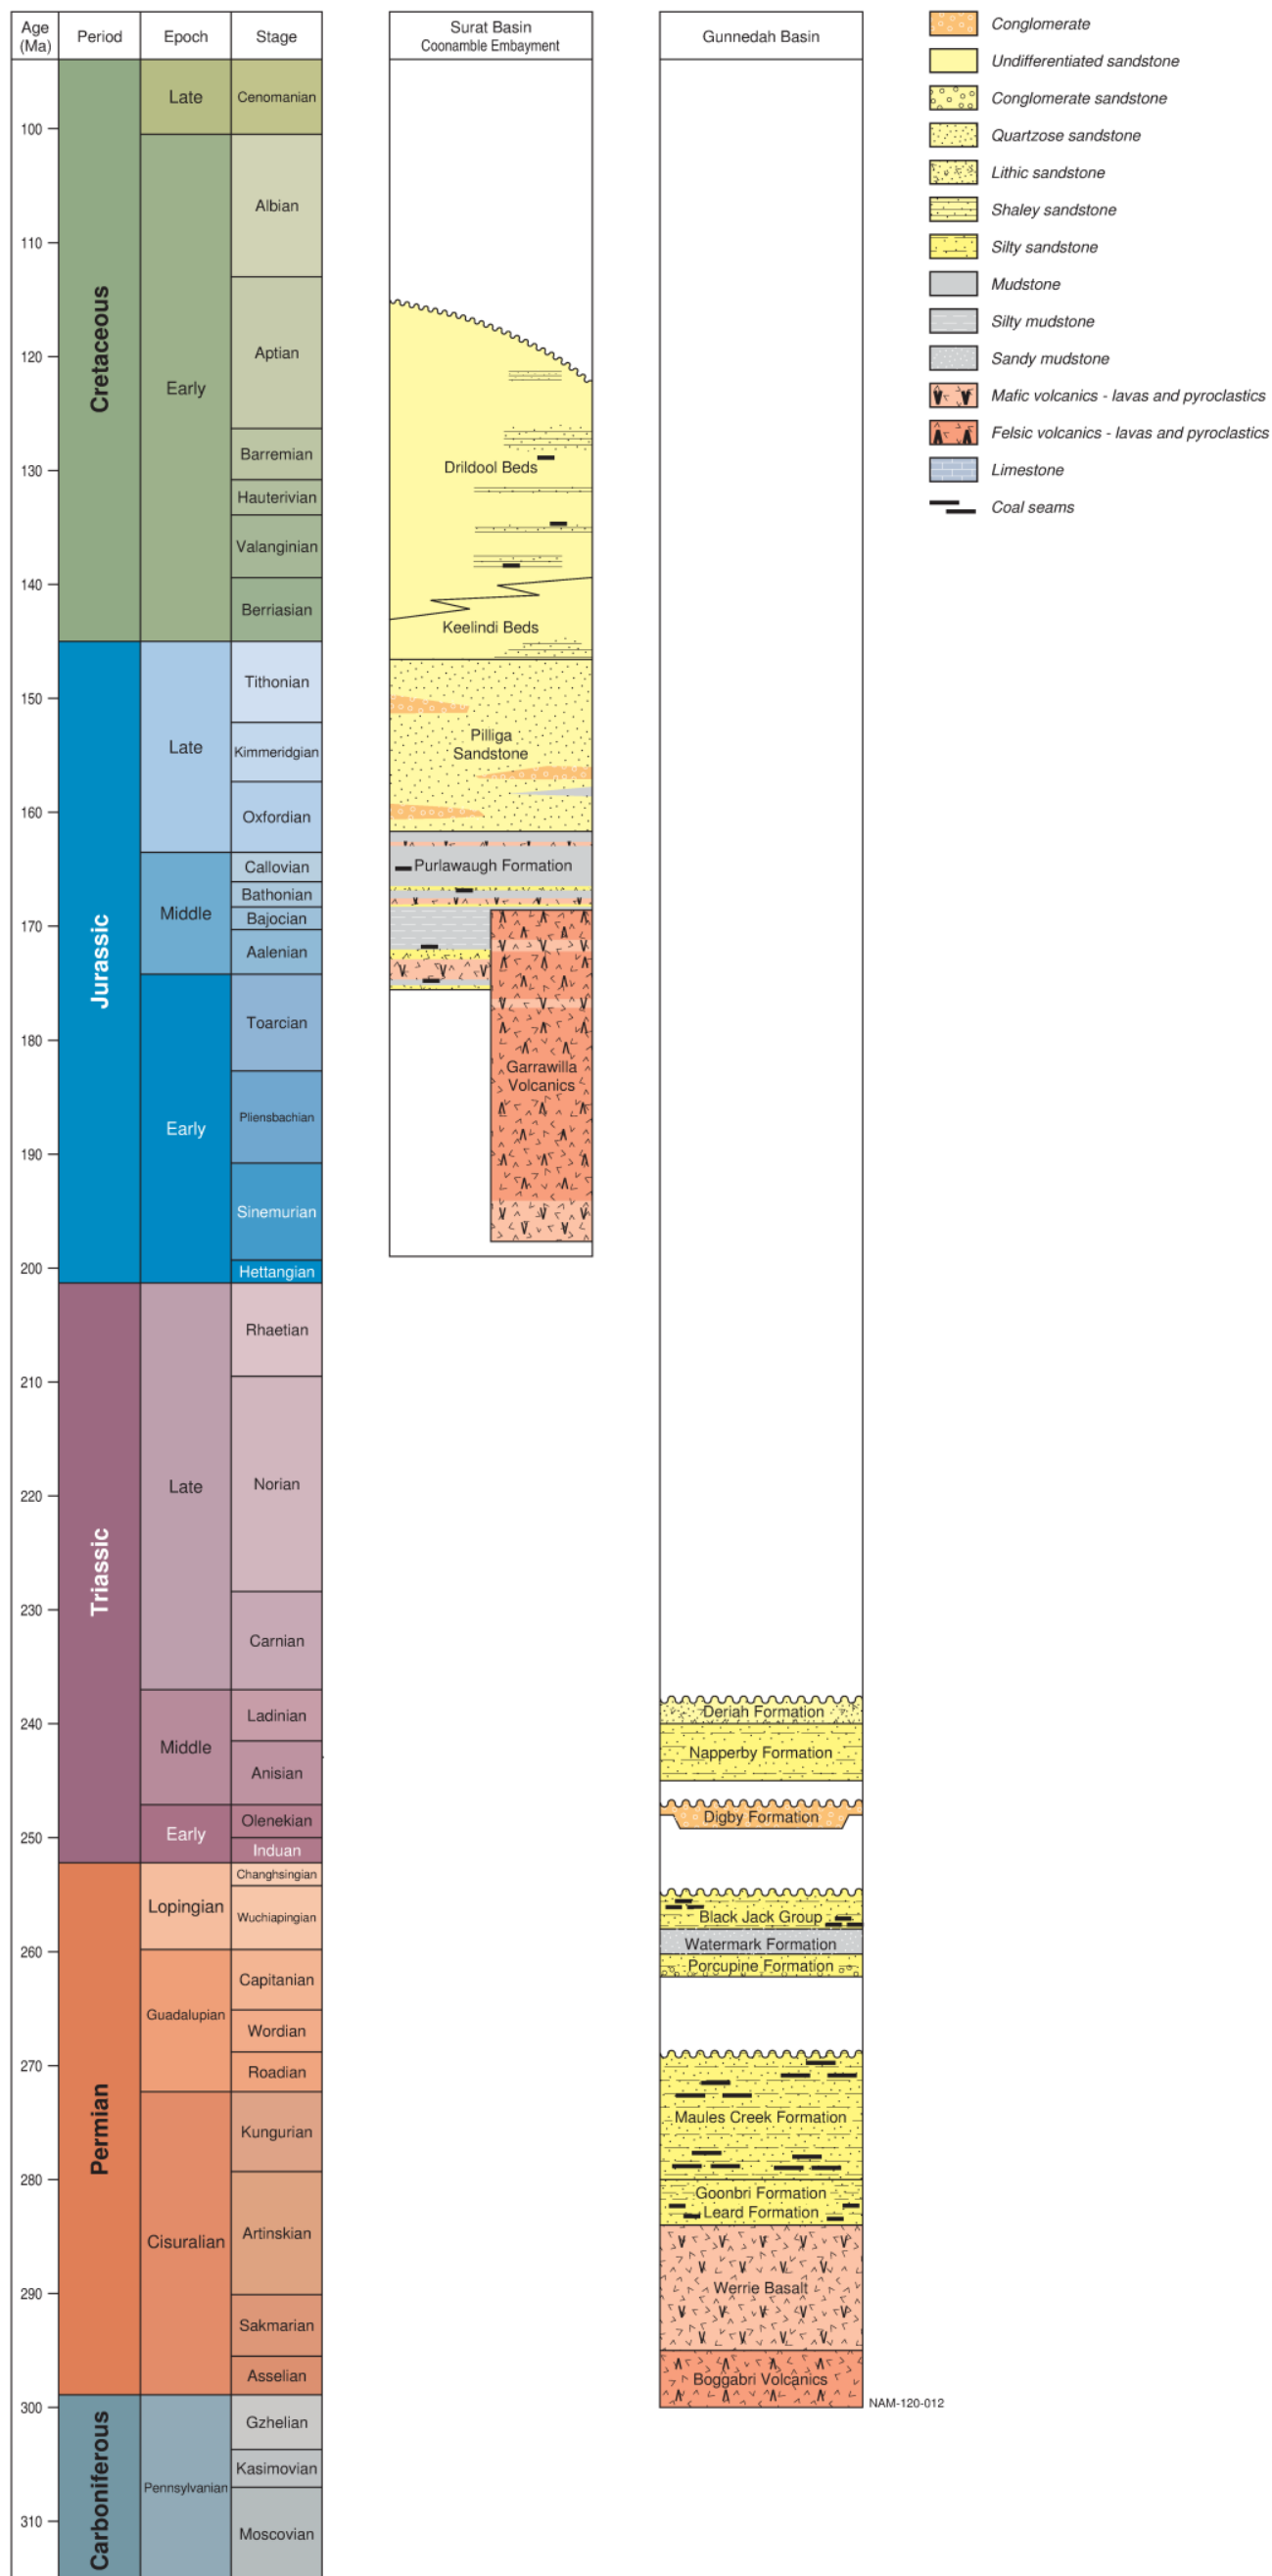 Age
(Ma)
Period
Epoch
Stage
Surat Basin
Coonamble Embayment
Gunnedah Basin
100
110
120
130
140
150
160
170
180
190
200
210
220
230
240
250
260
270
280
290
300
310
Cretaceous
Jurassic
Triassic
Permian
Carboniferous
Late
Early
Late
Middle
Early
Late
Middle
Early
Lopingian
Guadalupian
Cisuralian
Pennsylvanian
Cenomanian
Albian
Aptian
Barremian
Hauterivian
Valanginian
Berriasian
Tithonian
Kimmeridgian
Oxfordian
Callovian
Bathonian
Bajocian
Aalenian
Toarcian
Pliensbachian
Sinemurian
Hettangian
Rhaetian
Norian
Carnian
Ladinian
Anisian
Olenekian
Induan
Changhsingian
Wuchiapingian
Capitanian
Wordian
Roadian
Kungurian
Artinskian
Sakmarian
Asselian
Gzhelian
Kasimovian
Moscovian
Drildool Beds
Keelindi Beds
Pilliga
Sandstone
Purlawaugh Formation
Garrawilla
Volcanics
Deriah Formation
Napperby Formation
Digby Formation
Black Jack Group
Watermark Formation
Porcupine Formation
Maules Creek Formation
Goonbri Formation
Leard Formation
Werrie Basalt
Boggabri Volcanics
NAM-120-012
Conglomerate
Undifferentiated sandstone
Conglomerate sandstone
Quartzose sandstone
Lithic sandstone
Shaley sandstone
Silty sandstone
Mudstone
Silty mudstone
Sandy mudstone
Mafic volcanics - lavas and pyroclastics
Felsic volcanics - lavas and pyroclastics
Limestone
Coal seams